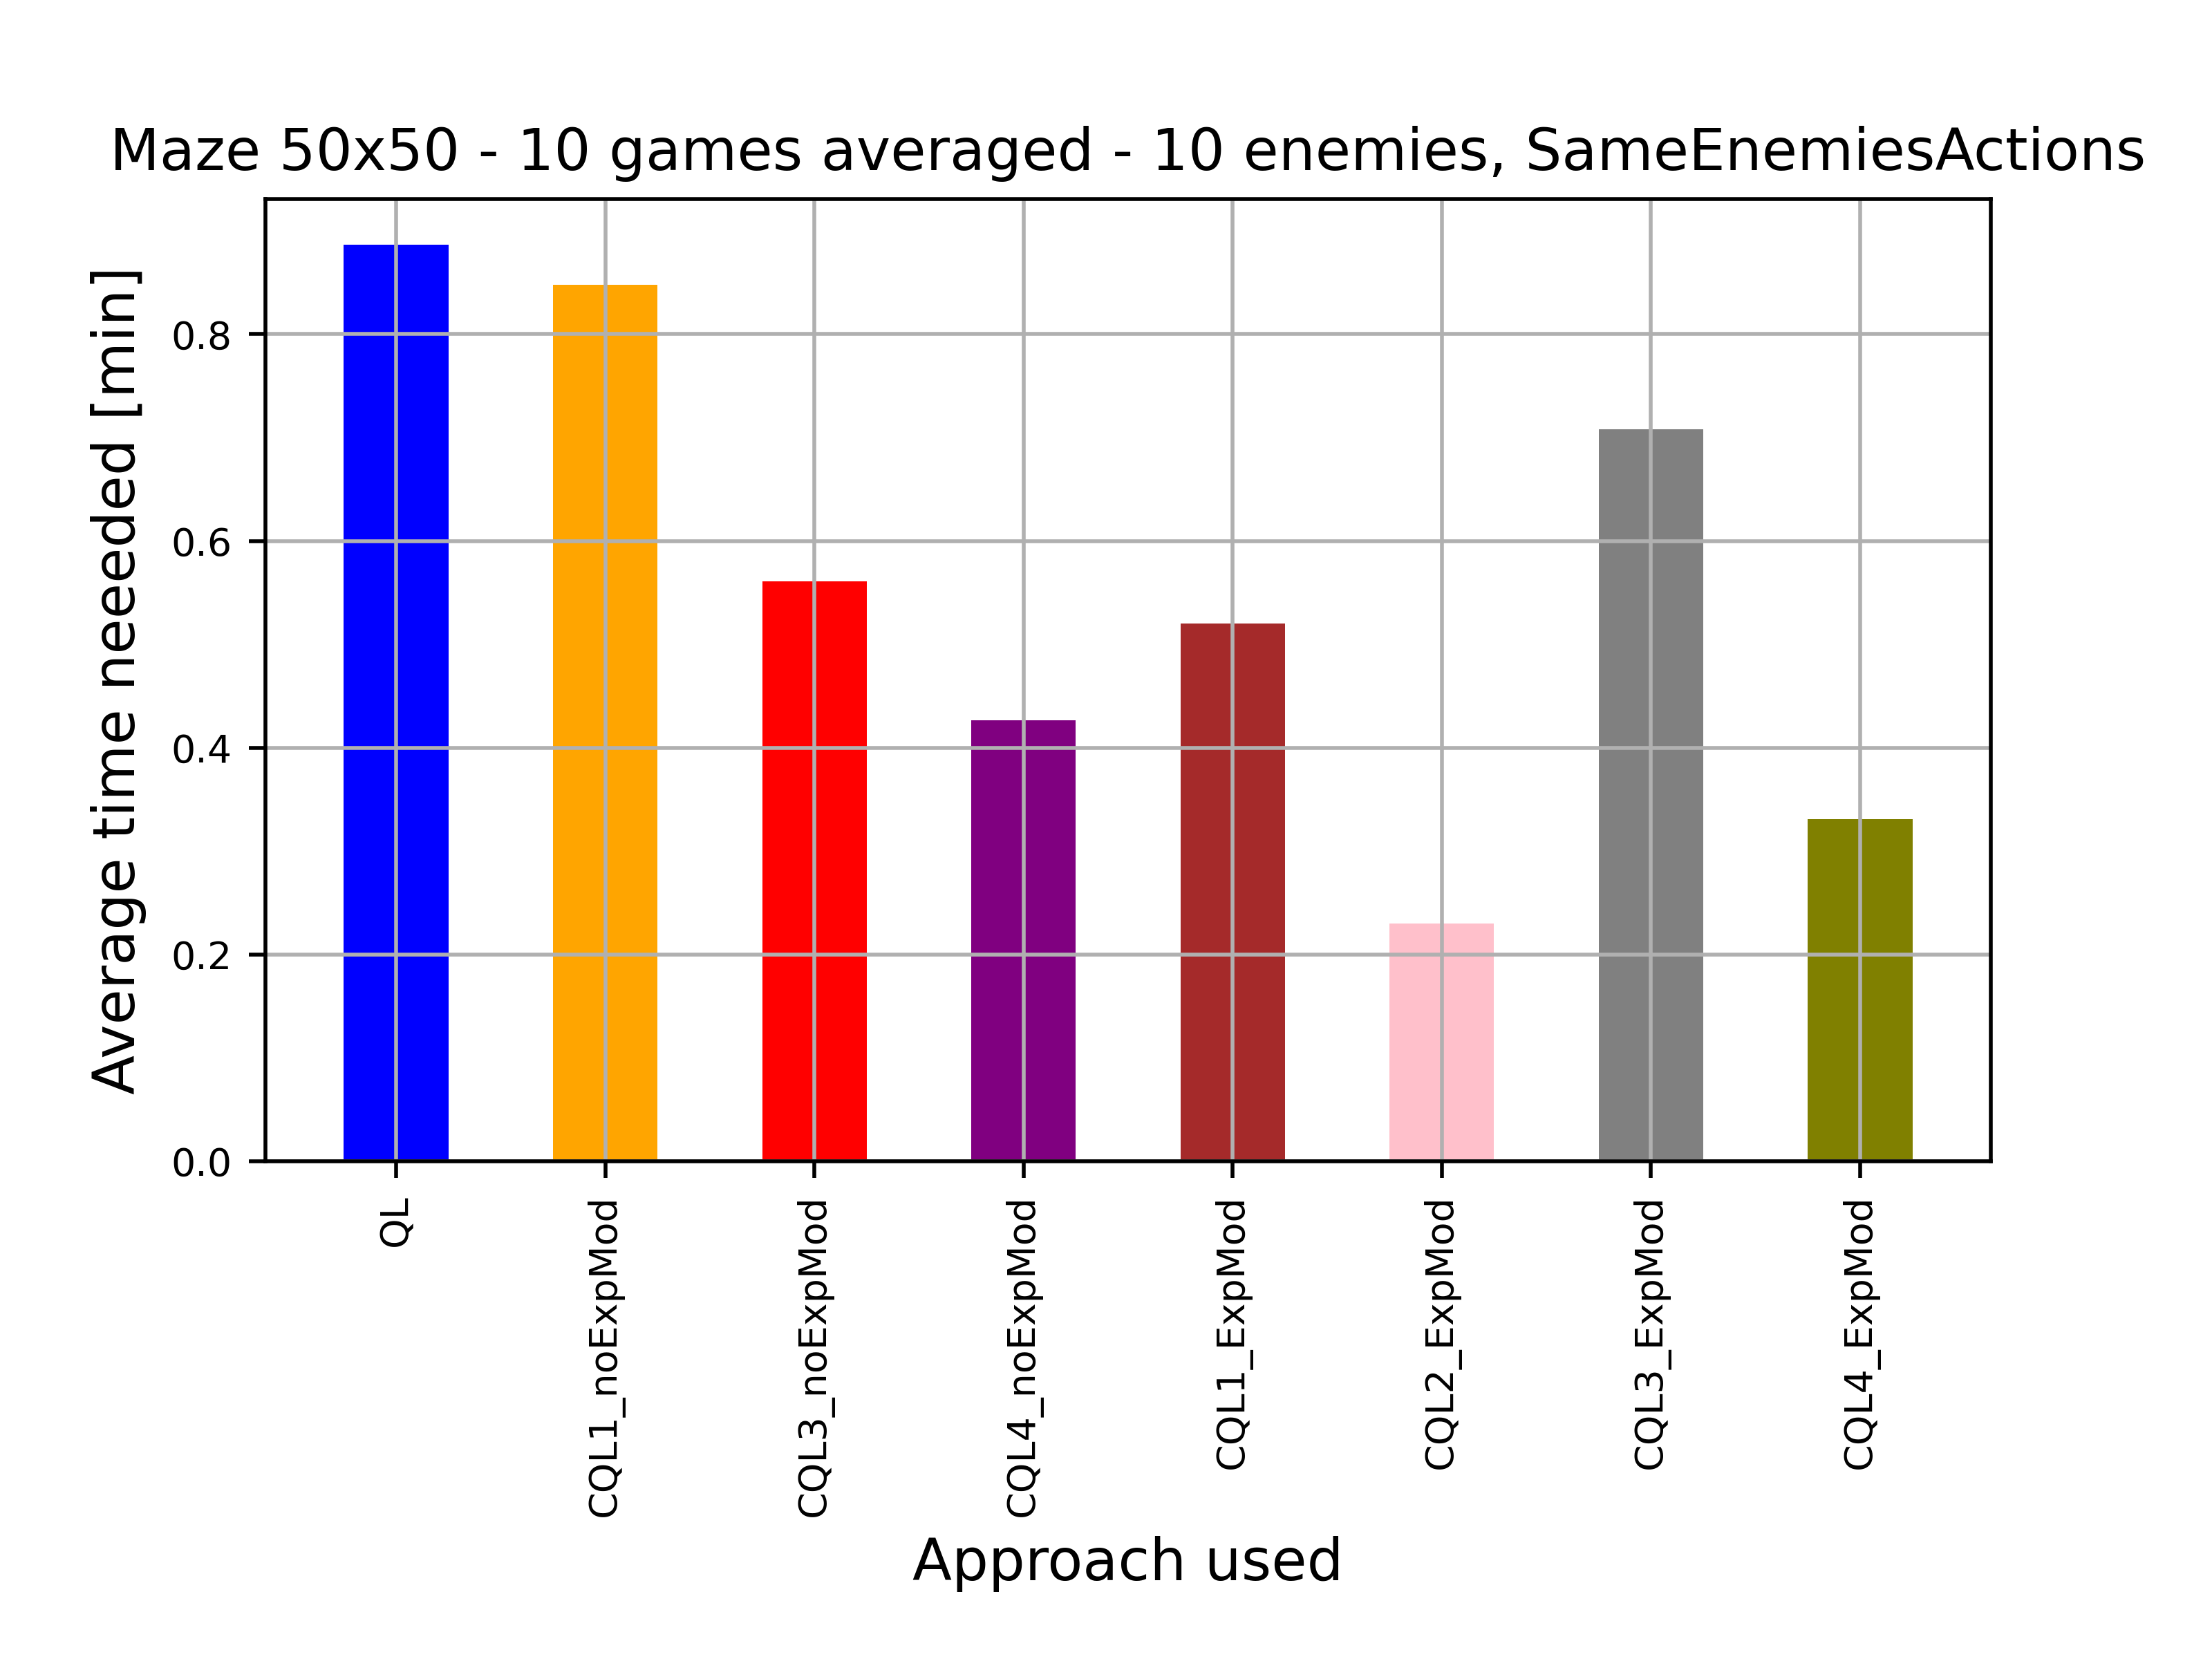 Maze 50x50 - 10 games averaged - 10 enemies, SameEnemiesActions
Average time needed [min]
0.8
0.6
0.4
0.2
0.0
QL
CQL1_noExpMod
CQL3_noExpMod
CQL4_noExpMod
CQL1_ExpMod
CQL2_ExpMod
CQL3_ExpMod
CQL4_ExpMod
Approach used